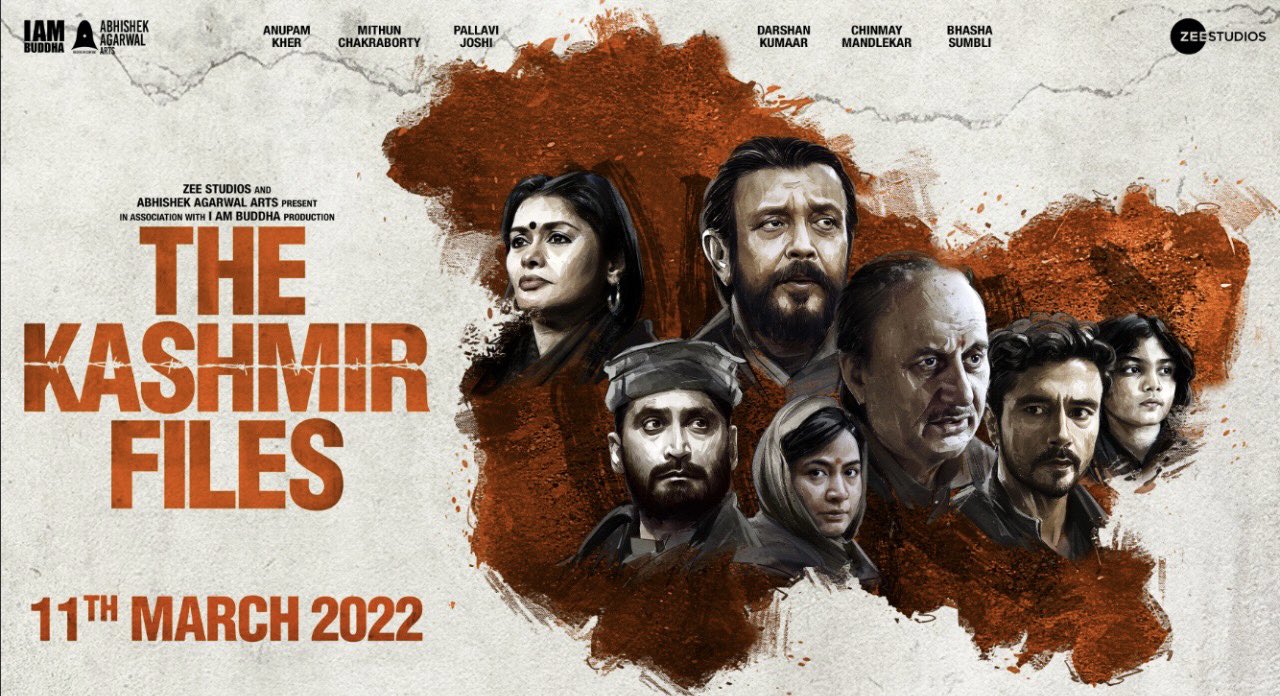 I AM
BUDDHA
ABHISHEK
AGARWAL
ARTS
ANUPAM
KHER
MITHUN
CHAKRABORTY
PALLAVI
JOSHI
DARSHAN
KUMAAR
CHINMAY
MANDLEKAR
BHASHA
SUMBLI
ZEESTUDIOS
ZEE STUDIOS AND
ABHISHEK AGARWAL ARTS PRESENT
IN ASSOCIATION WITH I AM BUDDHA PRODUCTION
THE
KASHMIR
FILES
11TH MARCH 2022